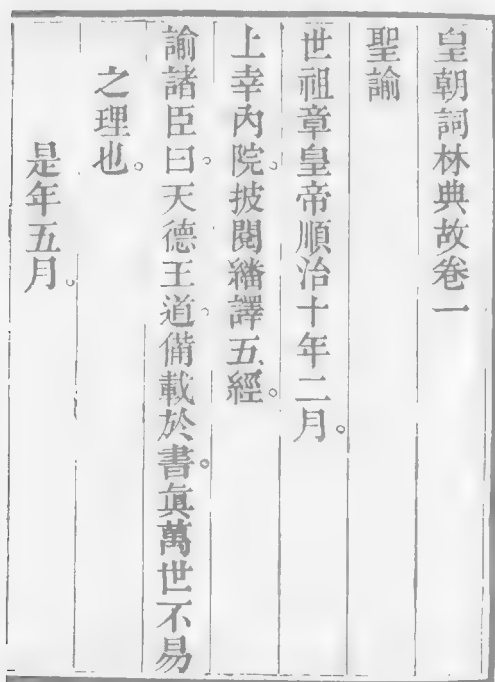 皇朝詞林典故卷一
聖諭
世祖章皇帝順治十年二月。
上幸內院。披閱繙譯五經。
諭諸臣曰。天德王道。備載於書。眞萬世不易
之理也。
是年五月。